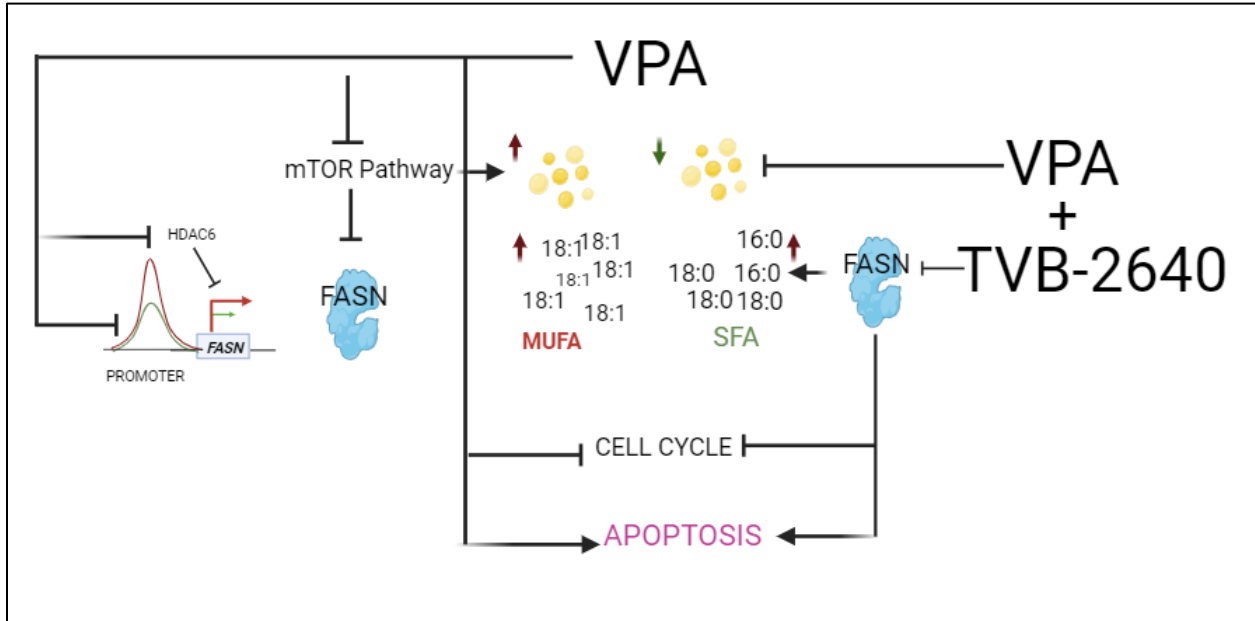 VPA
mTOR Pathway
HDAC6
FASN
FASN
PROMOTER
18:1
18:1
18:1
18:1
18:1
18:1
MUFA
16:0
18:0
16:0
18:0
18:0
SFA
FASN
VPA
+
TVB-2640
CELL CYCLE
APOPTOSIS